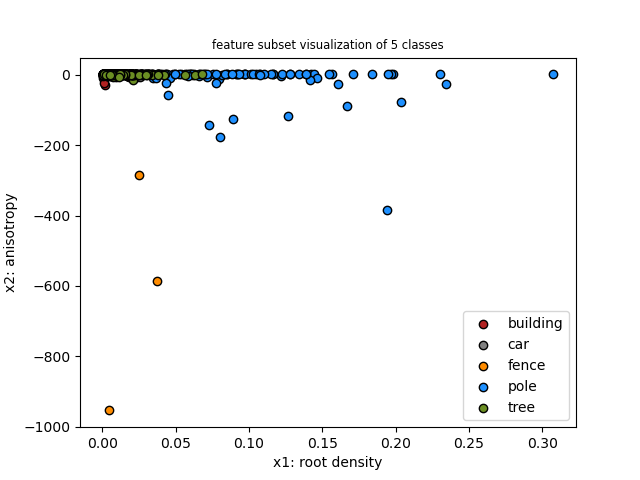 feature subset visualization of 5 classes
0
−200
−400
−600
−800
−1000
x2: anisotropy
building
car
fence
pole
tree
0.00 0.05 0.10 0.15 0.20 0.25 0.30
x1: root density